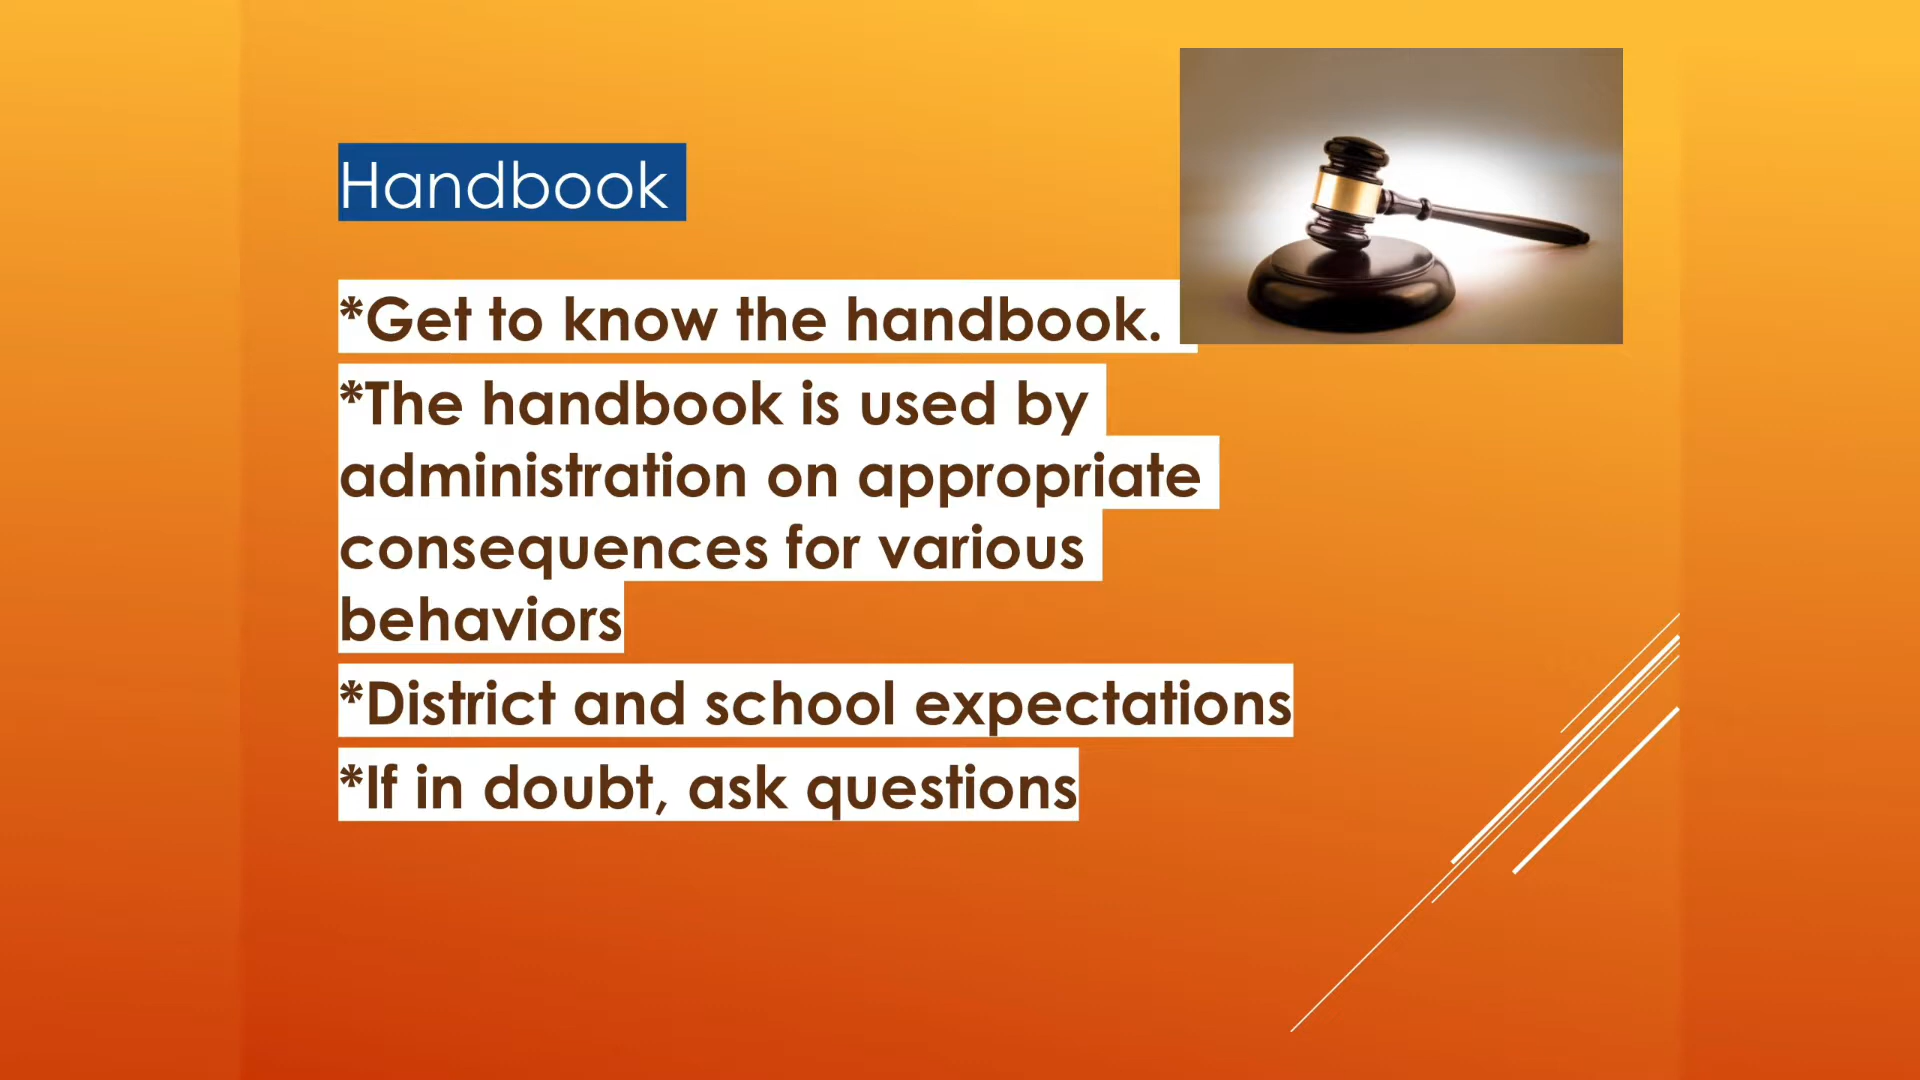 Handbook
*Get to know the handbook.
*The handbook is used by
administration on appropriate
consequences for various
behaviors
*District and school expectations
*If in doubt, ask questions